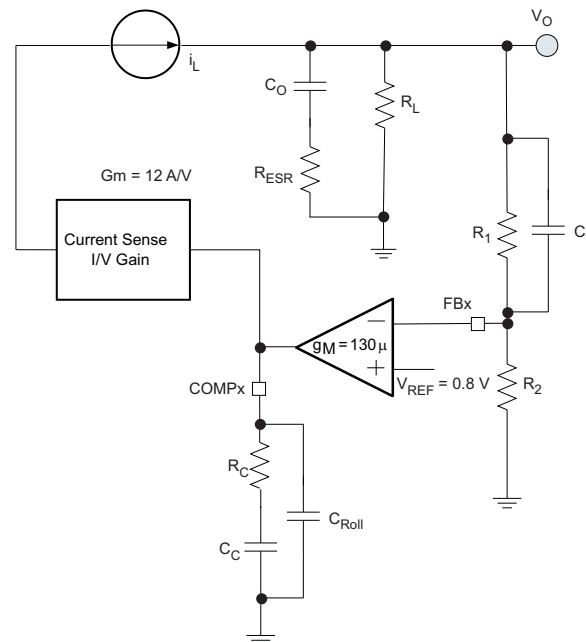 V_O
i_L
C_O
R_L
R_ESR
Gm = 12 A/V
Current Sense
I/V Gain
R_1
C
FBx
g_M = 130 µ
V_REF = 0.8 V
R_2
COMPx
R_C
C_Roll
C_C